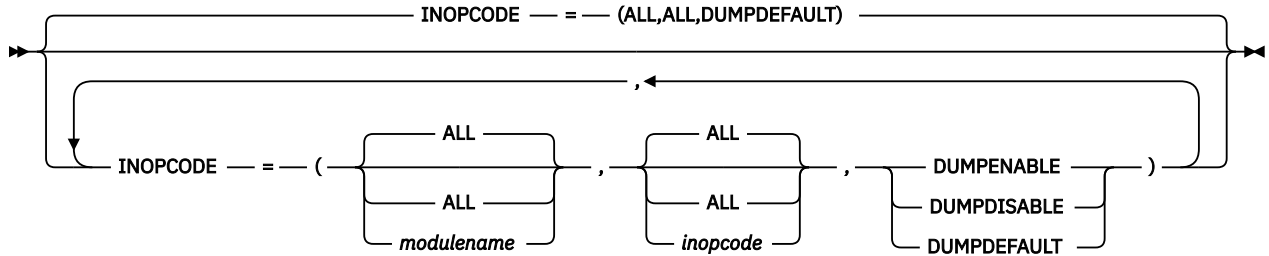 INOPCODE = (ALL,ALL,DUMPDEFAULT)
,
ALL ALL
INOPCODE = ( , , DUMPENABLE )
ALL ALL DUMPDISABLE
modulename inopcode DUMPDEFAULT